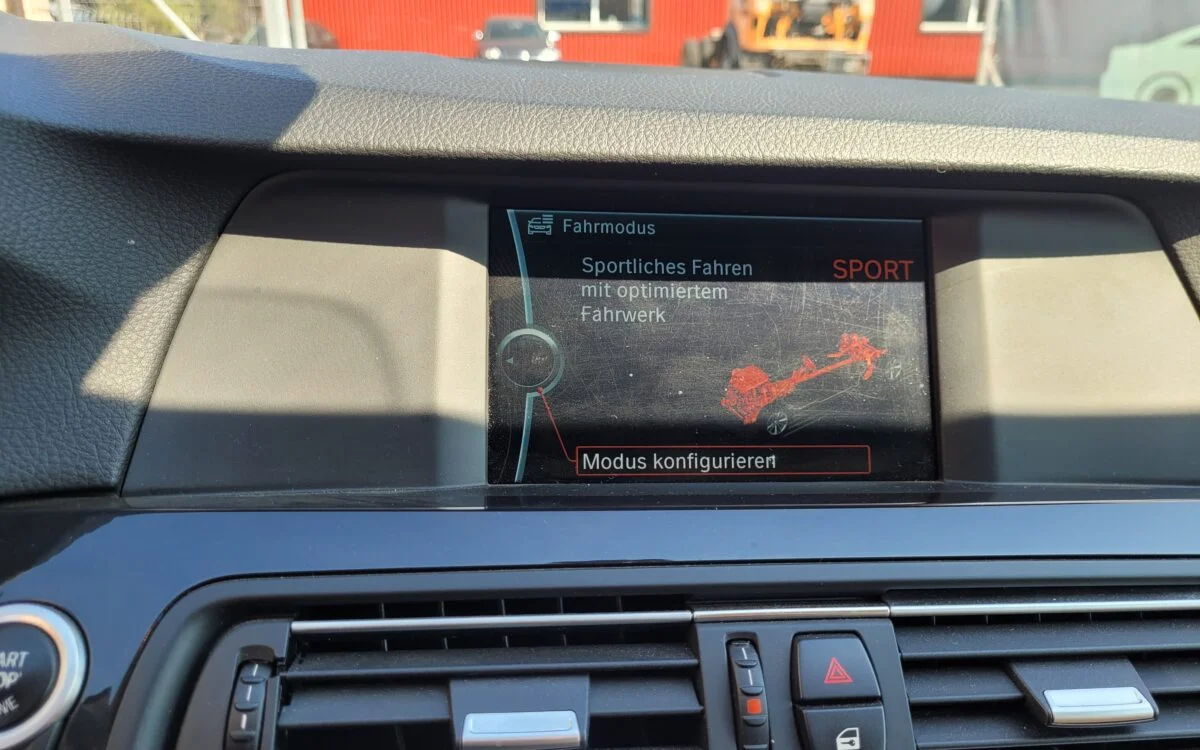 Fahrmodus
Sportliches Fahren
SPORT
mit optimiertem
Fahrwerk
Modus konfigurieren